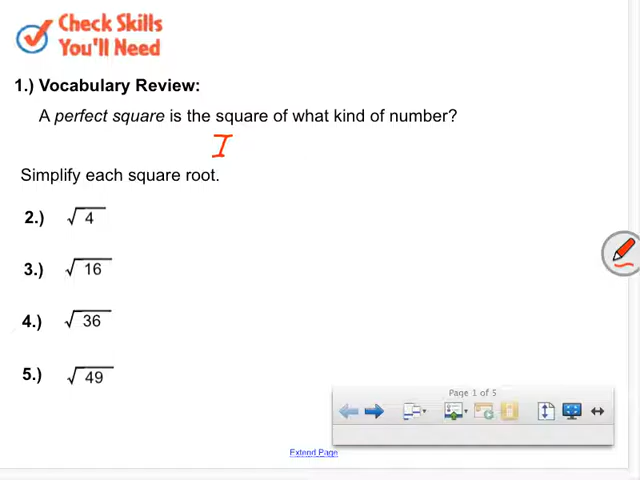 Check Skills
You'll Need
1.) Vocabulary Review:
A perfect square is the square of what kind of number?
I
Simplify each square root.
2.) √4
3.) √16
4.) √36
5.) √49
Page 1 of 5
Extend Page